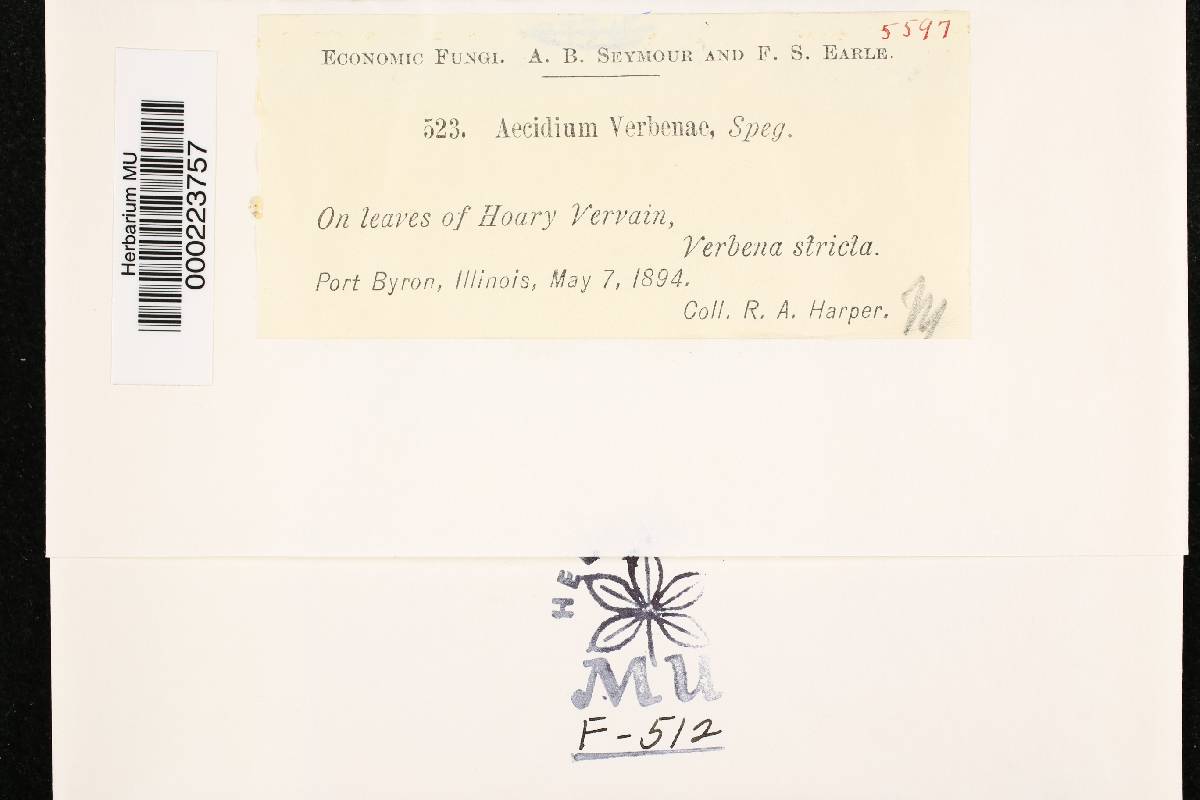 5597
ECONOMIC FUNGI. A. B. SEYMOUR AND F. S. EARLE.
523. Aecidium Verbenae, Speg.
On leaves of Hoary Vervain,
Verbena stricta.
Port Byron, Illinois, May 7, 1894.
Coll. R. A. Harper.
M
Herbarium MU
000223757
HE
MU
F-512